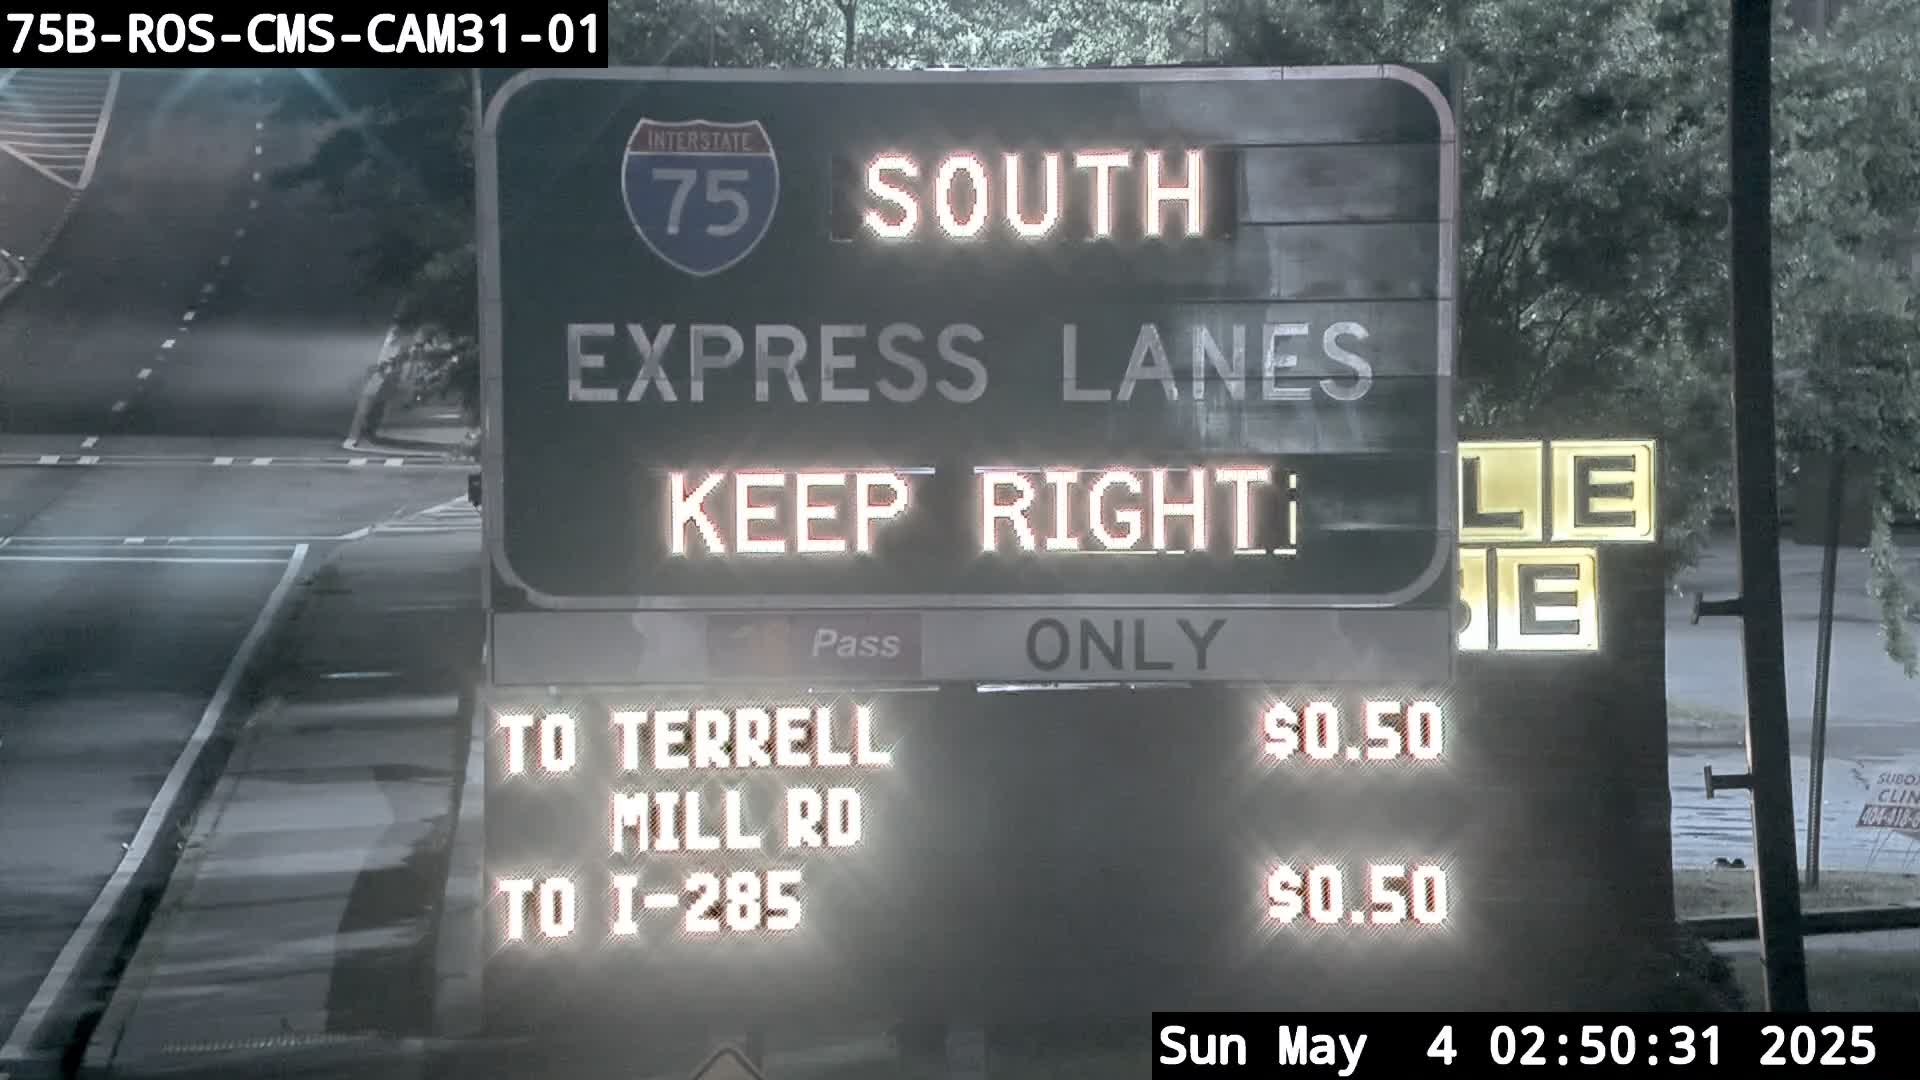 75B-ROS-CMS-CAM31-01
INTERSTATE
75
SOUTH
EXPRESS LANES
KEEP RIGHT
Pass ONLY
TO TERRELL $0.50
MILL RD
TO I-285 $0.50
LE
E
Sun May 4 02:50:31 2025